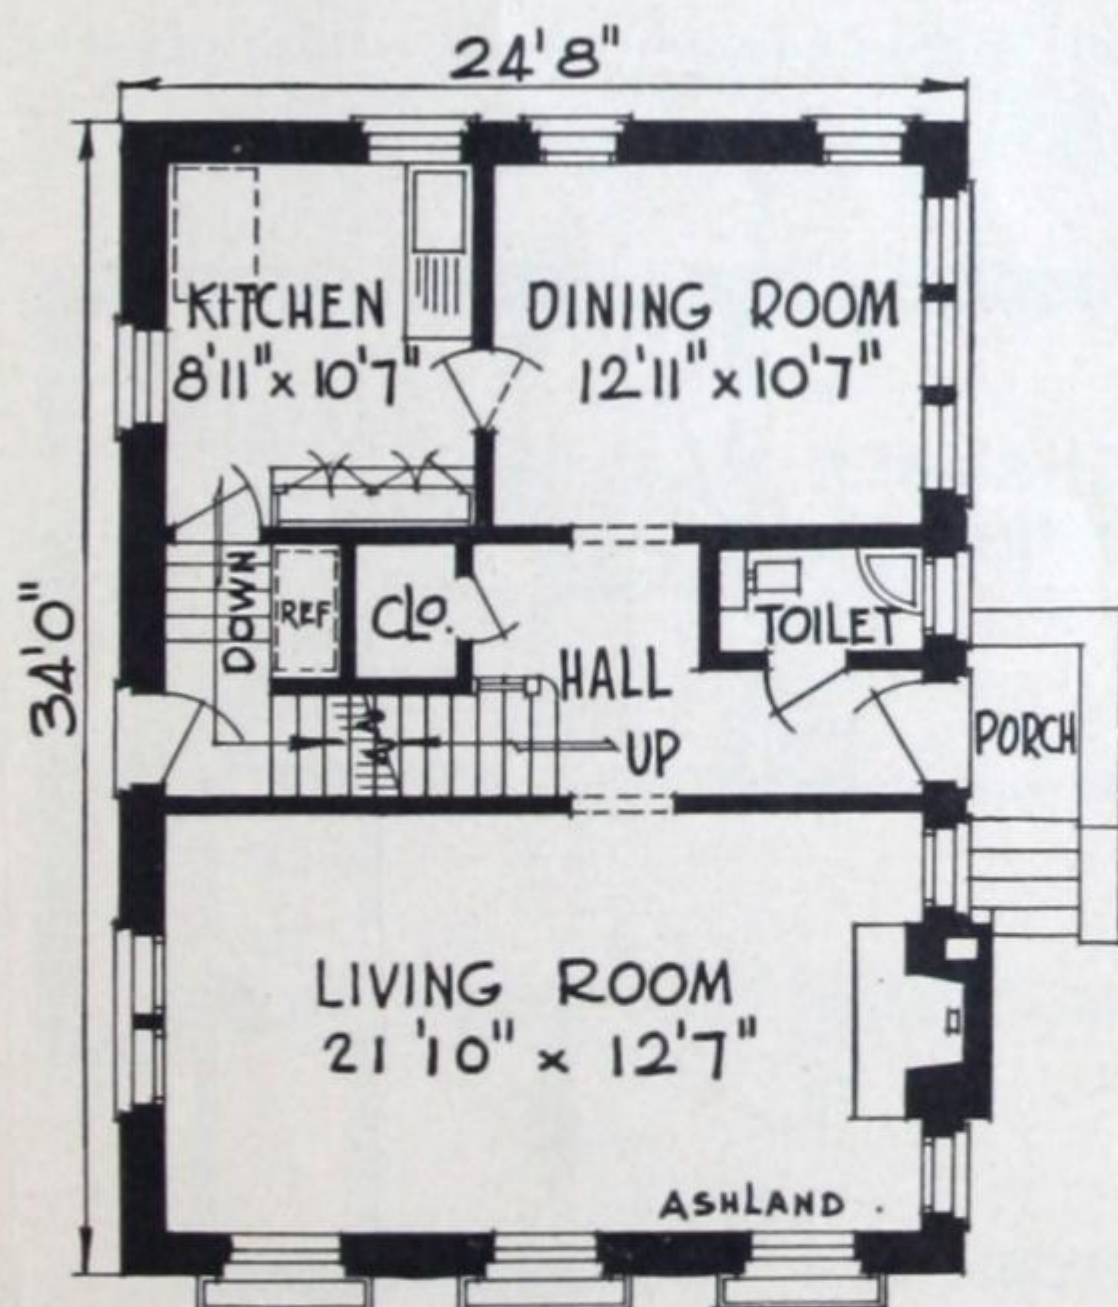 24'8"
34'0"
KITCHEN
8'11" x 10'7"
DINING ROOM
12'11" x 10'7"
DOWN
REF
CLO.
TOILET
HALL
UP
PORCH
LIVING ROOM
21'10" x 12'7"
ASHLAND .